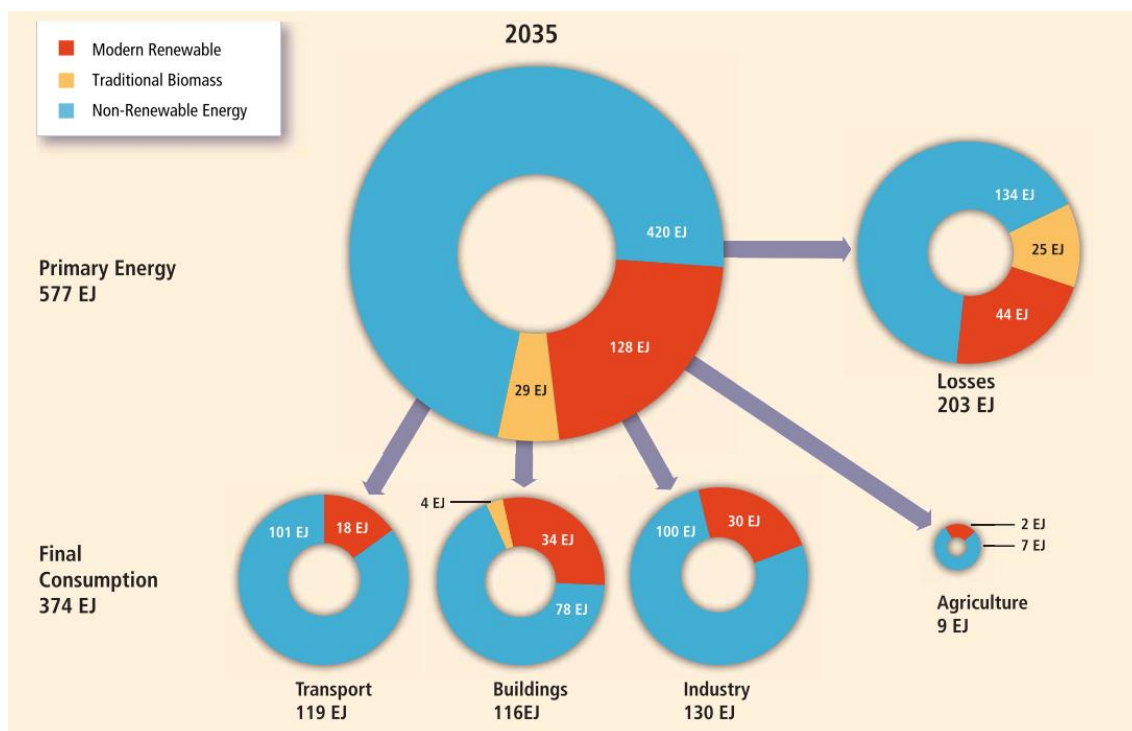 2035
Modern Renewable
Traditional Biomass
Non-Renewable Energy
Primary Energy
577 EJ
420 EJ
128 EJ
29 EJ
134 EJ
25 EJ
44 EJ
Losses
203 EJ
Final
Consumption
374 EJ
101 EJ
18 EJ
Transport
119 EJ
4 EJ
34 EJ
78 EJ
Buildings
116EJ
100 EJ
30 EJ
Industry
130 EJ
2 EJ
7 EJ
Agriculture
9 EJ